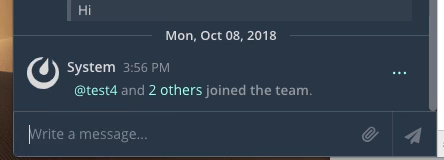 Hi
Mon, Oct 08, 2018
System 3:56 PM
@test4 and 2 others joined the team.
Write a message...